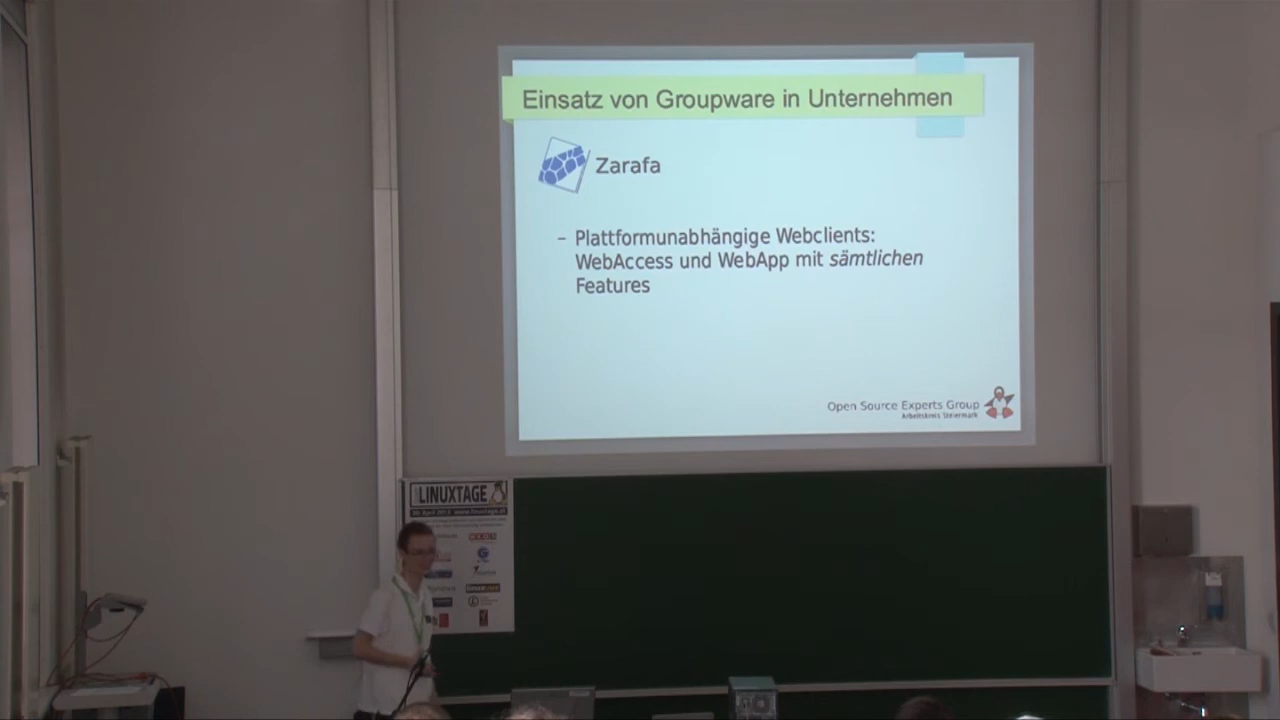 Einsatz von Groupware in Unternehmen
Zarafa
– Plattformunabhängige Webclients:
WebAccess und WebApp mit sämtlichen
Features
Open Source Experts Group
Arbeitskreis Steiermark
LINUXTAGE